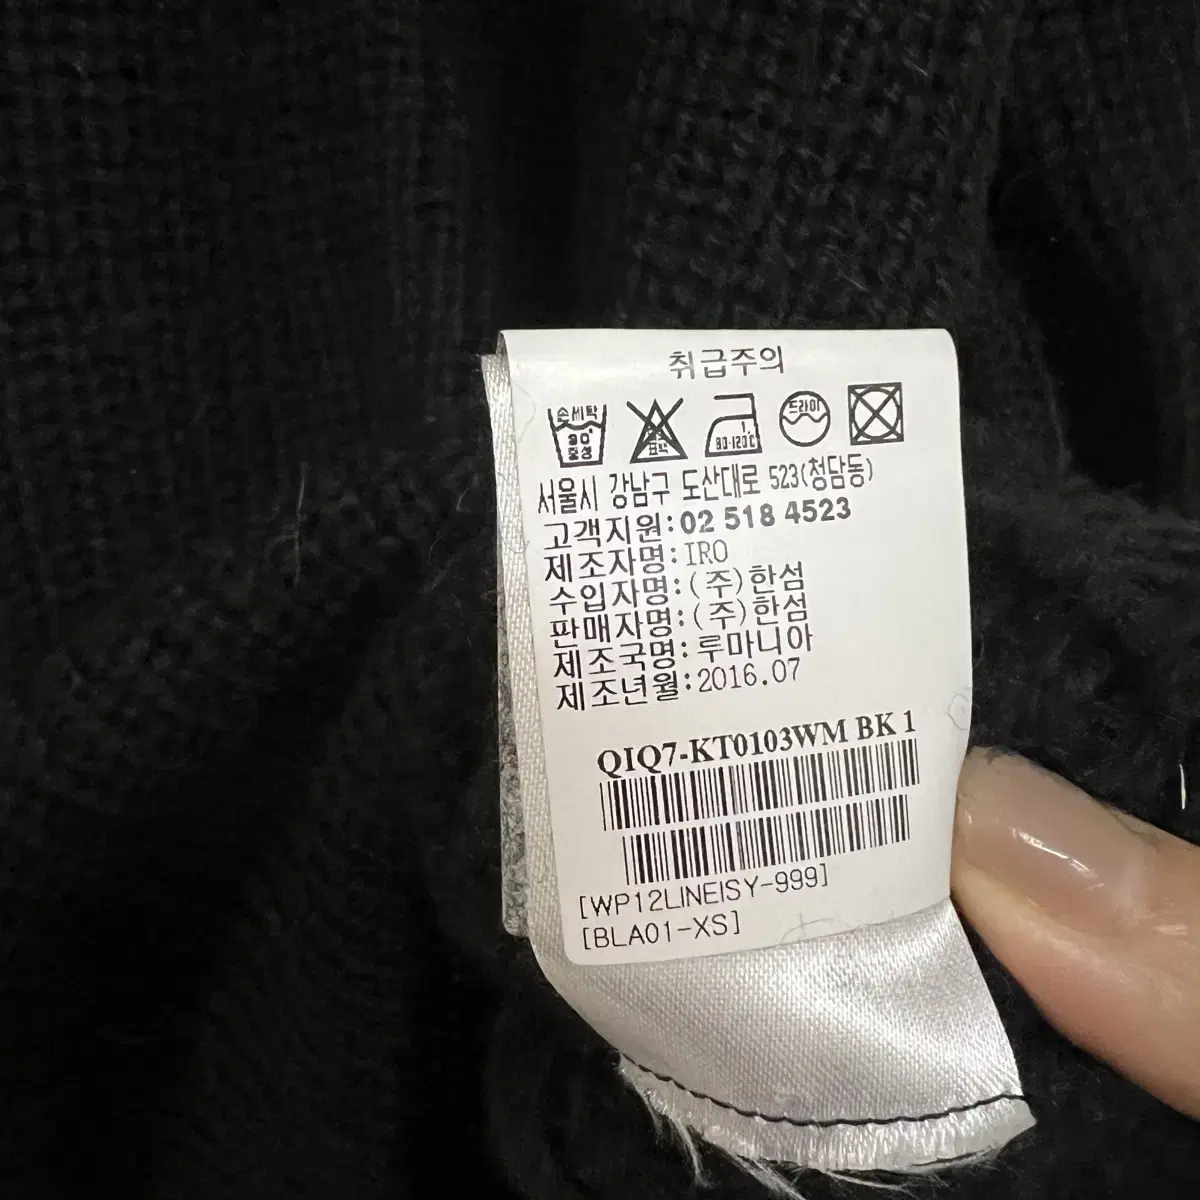 취급주의
손세탁 30° 중성
표백
1. 80-120℃
드라이
서울시 강남구 도산대로 523(청담동)
고객지원:02 518 4523
제조자명:IRO
수입자명:(주)한섬
판매자명:(주)한섬
제조국명:루마니아
제조년월:2016.07
QIQ7-KT0103WM BK 1
[WP12LINEISY-999]
[BLA01-XS]